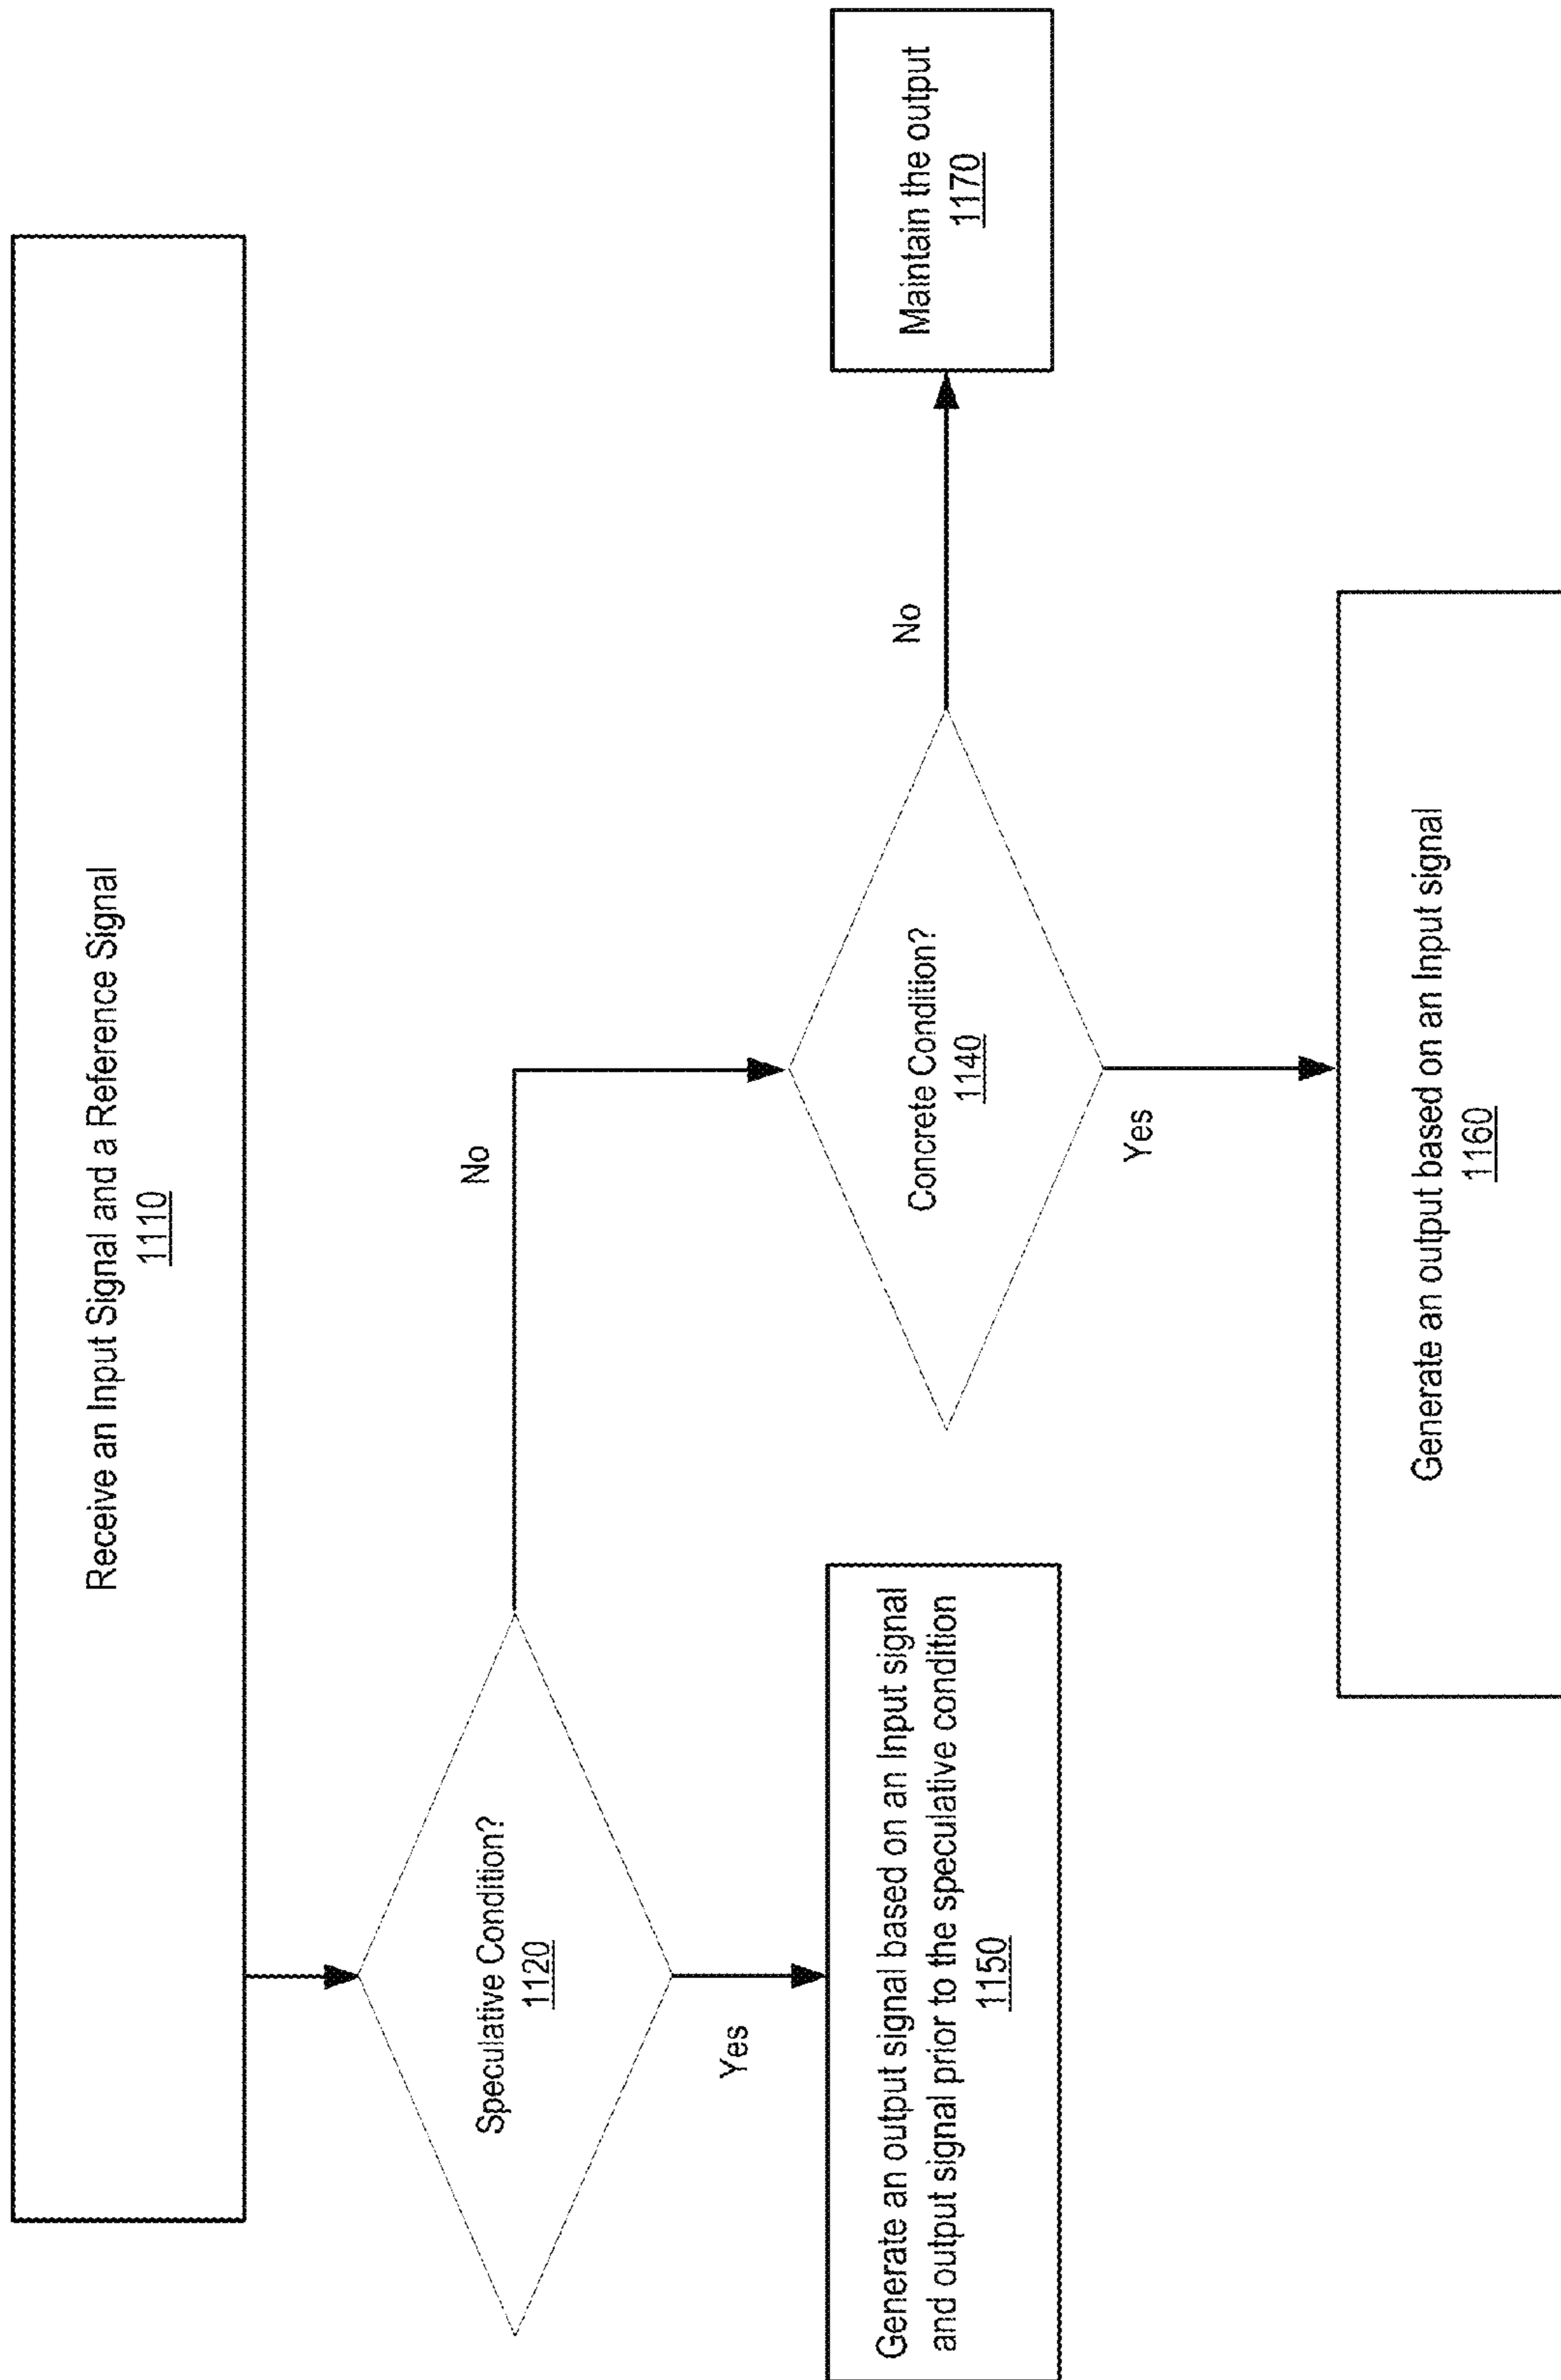 Receive an Input Signal and a Reference Signal
1110
Speculative Condition?
1120
No
Yes
Generate an output signal based on an Input signal
and output signal prior to the speculative condition
1150
Concrete Condition?
1140
No
Maintain the output
1170
Yes
Generate an output based on an Input signal
1160